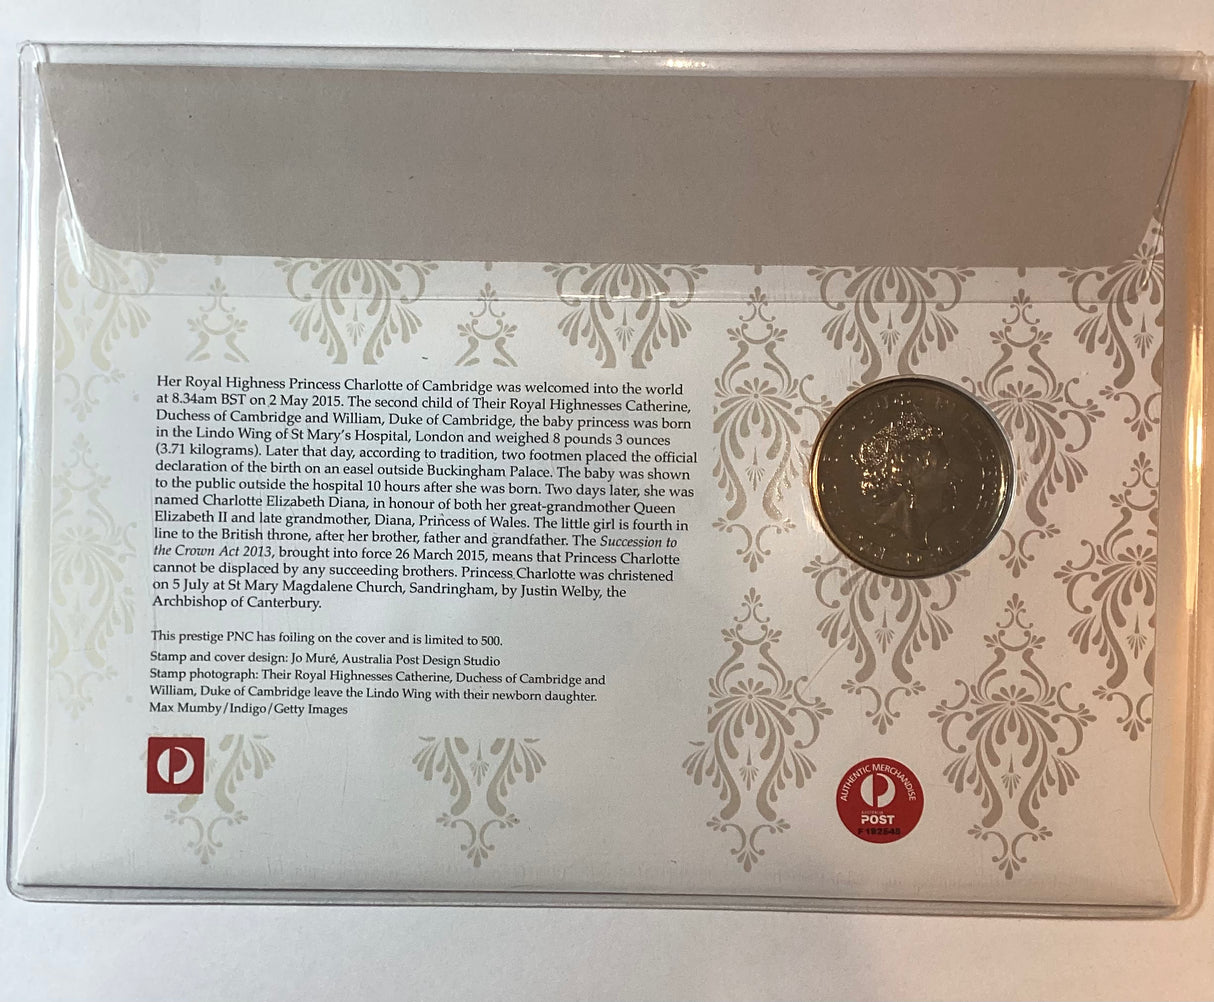 Her Royal Highness Princess Charlotte of Cambridge was welcomed into the world
at 8.34am BST on 2 May 2015. The second child of Their Royal Highnesses Catherine,
Duchess of Cambridge and William, Duke of Cambridge, the baby princess was born
in the Lindo Wing of St Mary's Hospital, London and weighed 8 pounds 3 ounces
(3.71 kilograms). Later that day, according to tradition, two footmen placed the official
declaration of the birth on an easel outside Buckingham Palace. The baby was shown
to the public outside the hospital 10 hours after she was born. Two days later, she was
named Charlotte Elizabeth Diana, in honour of both her great-grandmother Queen
Elizabeth II and late grandmother, Diana, Princess of Wales. The little girl is fourth in
line to the British throne, after her brother, father and grandfather. The Succession to
the Crown Act 2013, brought into force 26 March 2015, means that Princess Charlotte
cannot be displaced by any succeeding brothers. Princess Charlotte was christened
on 5 July at St Mary Magdalene Church, Sandringham, by Justin Welby, the
Archbishop of Canterbury.
This prestige PNC has foiling on the cover and is limited to 500.
Stamp and cover design: Jo Muré, Australia Post Design Studio
Stamp photograph: Their Royal Highnesses Catherine, Duchess of Cambridge and
William, Duke of Cambridge leave the Lindo Wing with their newborn daughter.
Max Mumby/Indigo/Getty Images
AUTHENTIC MERCHANDISE
AUSTRALIA
POST